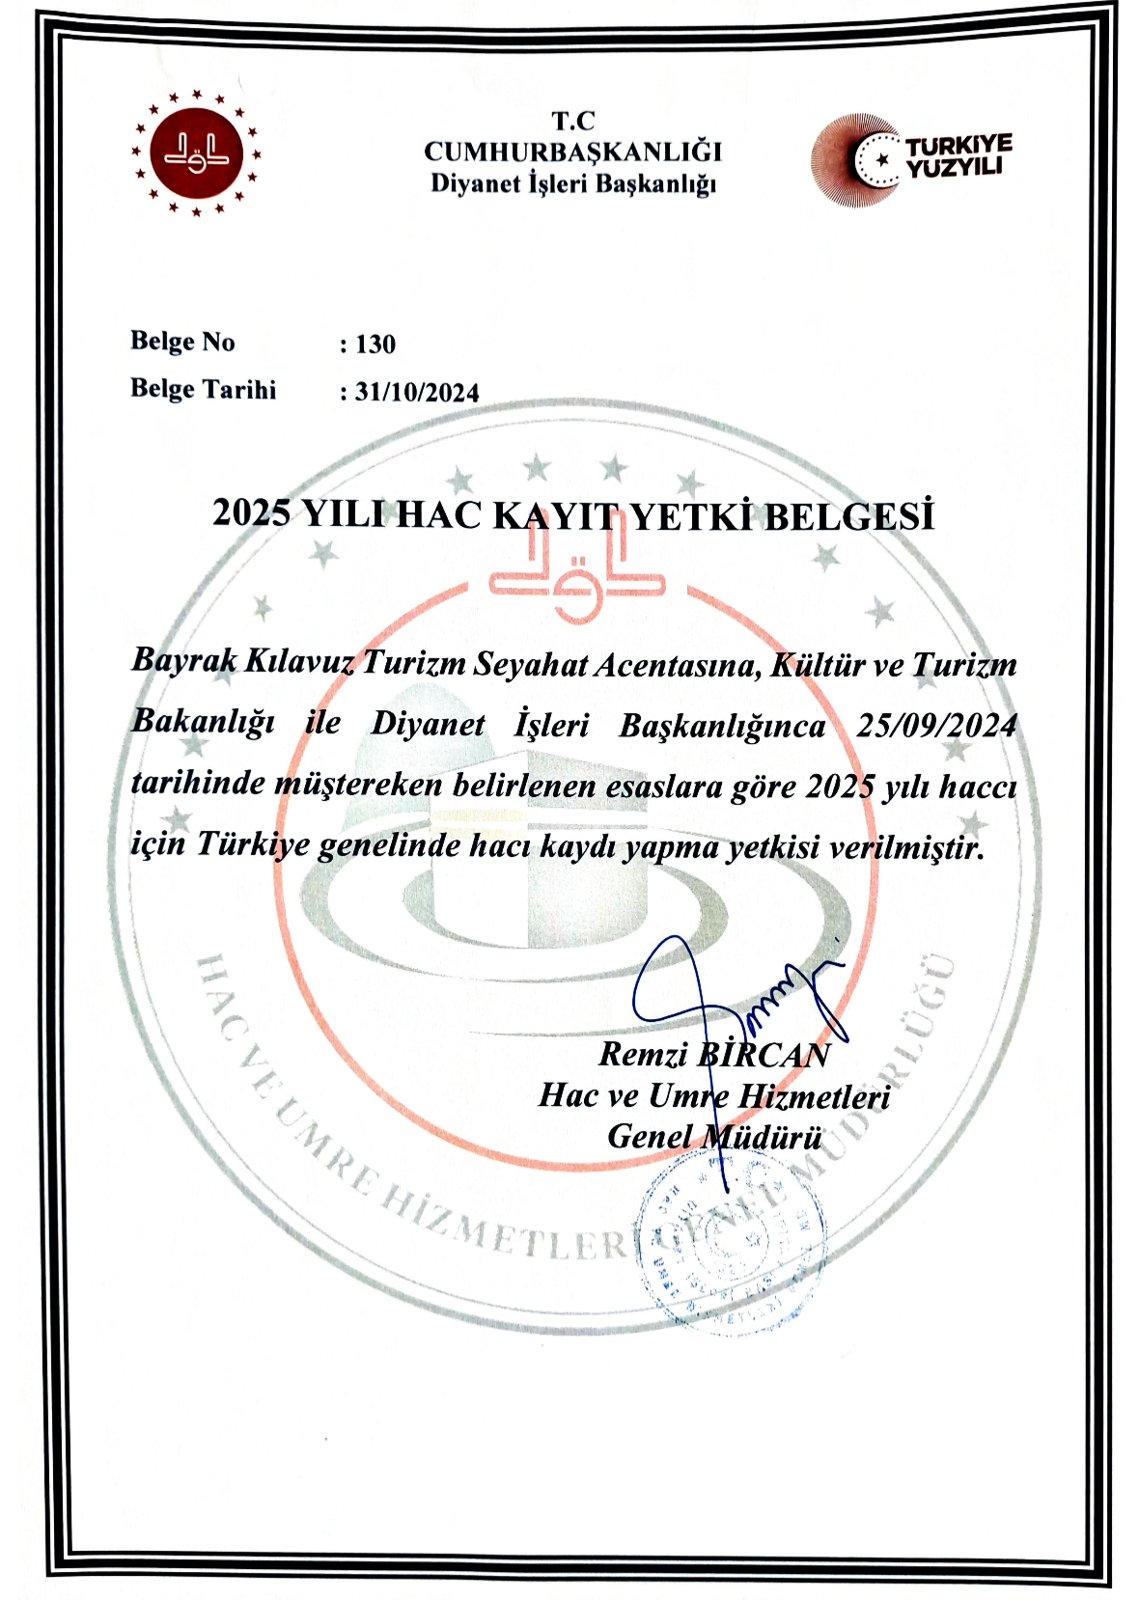 T.C
CUMHURBAŞKANLIĞI
Diyanet İşleri Başkanlığı
TÜRKİYE
YÜZYILI
Belge No : 130
Belge Tarihi : 31/10/2024
2025 YILI HAC KAYIT YETKİ BELGESİ
Bayrak Kılavuz Turizm Seyahat Acentasına, Kültür ve Turizm
Bakanlığı ile Diyanet İşleri Başkanlığınca 25/09/2024
tarihinde müştereken belirlenen esaslara göre 2025 yılı haccı
için Türkiye genelinde hacı kaydı yapma yetkisi verilmiştir.
Remzi BİRCAN
Hac ve Umre Hizmetleri
Genel Müdürü
HAC VE UMRE HİZMETLERİ GENEL MÜDÜRLÜĞÜ